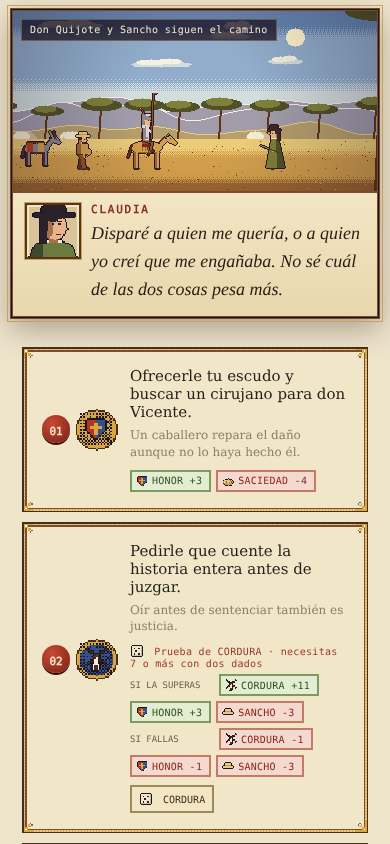 Don Quijote y Sancho siguen el camino
CLAUDIA
Disparé a quien me quería, o a quien
yo creí que me engañaba. No sé cuál
de las dos cosas pesa más.
01
Ofrecerle tu escudo y
buscar un cirujano para don
Vicente.
Un caballero repara el daño
aunque no lo haya hecho él.
HONOR +3 SACIEDAD -4
02
Pedirle que cuente la
historia entera antes de
juzgar.
Oír antes de sentenciar también es
justicia.
Prueba de CORDURA · necesitas
7 o más con dos dados
SI LA SUPERAS CORDURA +11
HONOR +3 SANCHO -3
SI FALLAS CORDURA -1
HONOR -1 SANCHO -3
CORDURA